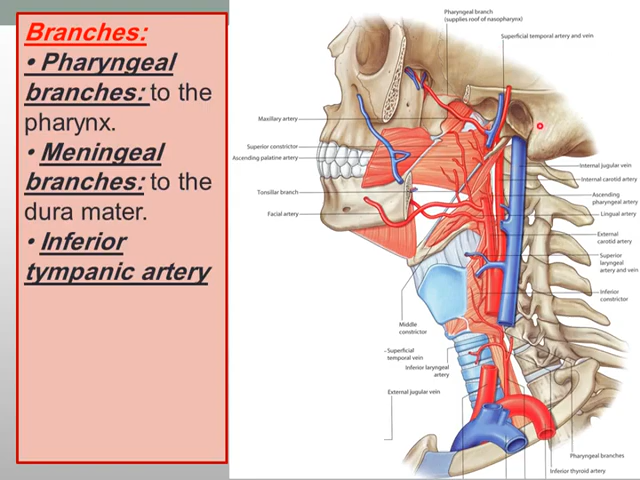 Branches:
• Pharyngeal
branches: to the
pharynx.
• Meningeal
branches: to the
dura mater.
• Inferior
tympanic artery
Pharyngeal branch
(supplies roof of nasopharynx)
Superficial temporal artery and vein
Maxillary artery
Superior constrictor
Ascending palatine artery
Tonsillar branch
Facial artery
Internal jugular vein
Internal carotid artery
Ascending
pharyngeal artery
Lingual artery
External
carotid artery
Superior
laryngeal
artery and vein
Inferior
constrictor
Middle
constrictor
Superficial
temporal vein
Inferior laryngeal
artery
External jugular vein
Pharyngeal branches
Inferior thyroid artery